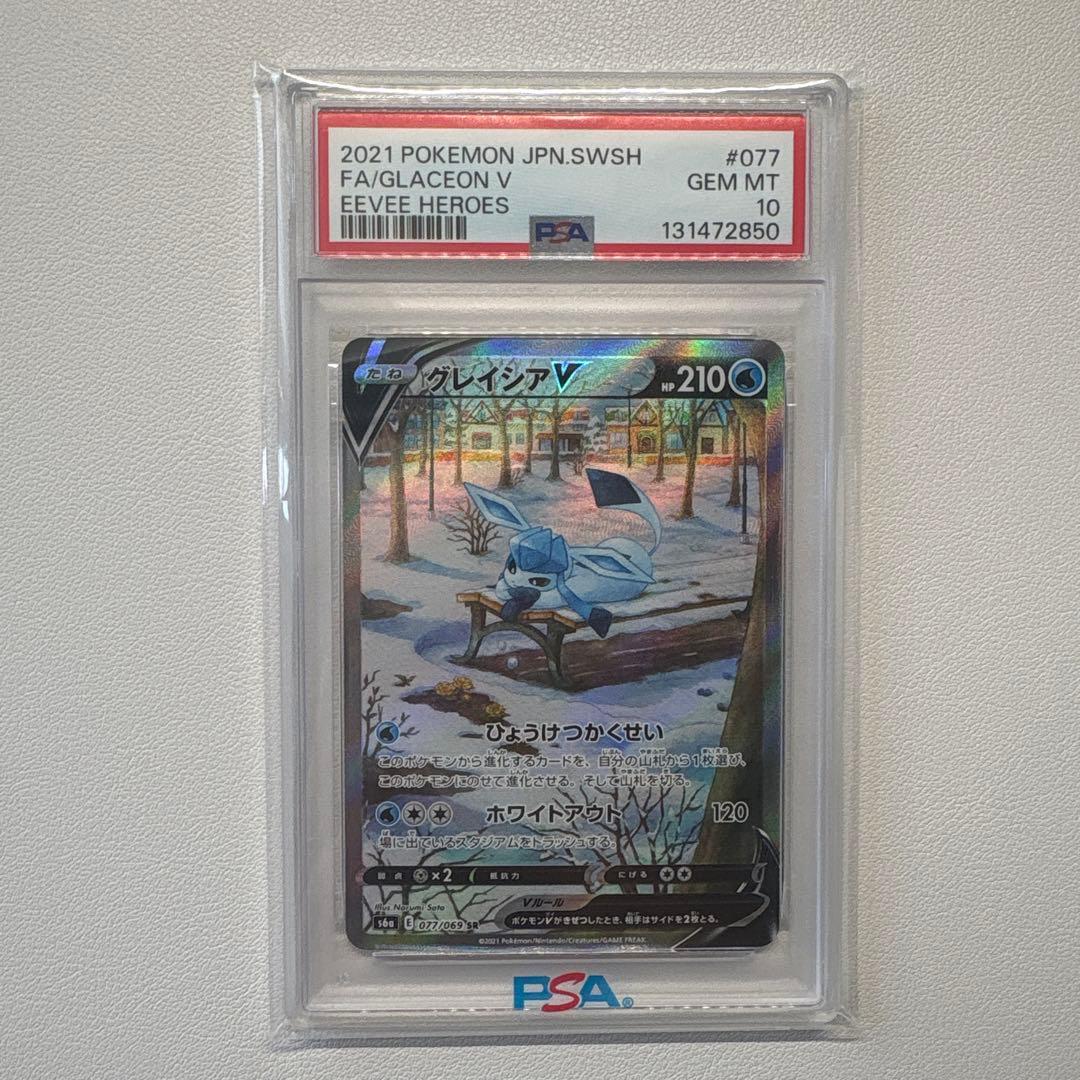 2021 POKEMON JPN.SWSH #077
FA/GLACEON V GEM MT
EEVEE HEROES 10
PSA 131472850
たね グレイシアV HP210
ひょうけつかくせい
このポケモンから進化するカードを、自分の山札から1枚選び、
このポケモンにのせて進化させる。そして山札を切る。
ホワイトアウト 120
場に出ているスタジアムをトラッシュする。
弱点 ×2 抵抗力 にげる
Illus. Narumi Sato
Vルール
s6a E 077/069 SR ポケモンVがきぜつしたとき、相手はサイドを2枚とる。
©2021 Pokémon/Nintendo/Creatures/GAME FREAK
PSA®